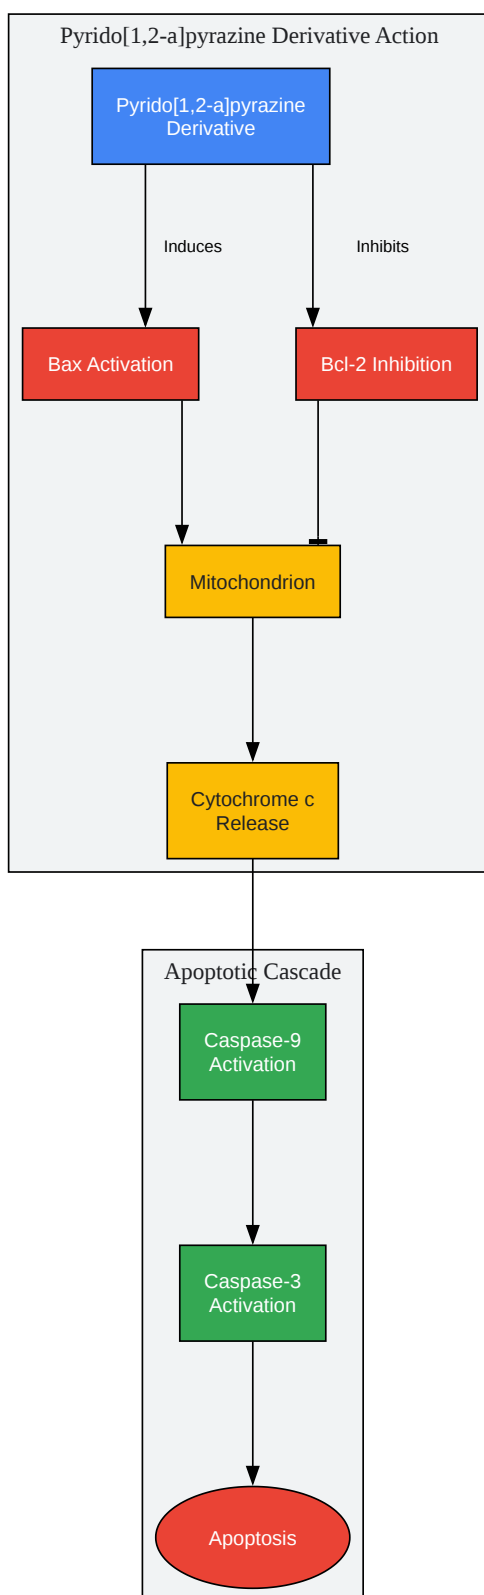 Pyrido[1,2-a]pyrazine Derivative Action
Pyrido[1,2-a]pyrazine
Derivative
Induces
Inhibits
Bax Activation
Bcl-2 Inhibition
Mitochondrion
Cytochrome c
Release
Apoptotic Cascade
Caspase-9
Activation
Caspase-3
Activation
Apoptosis